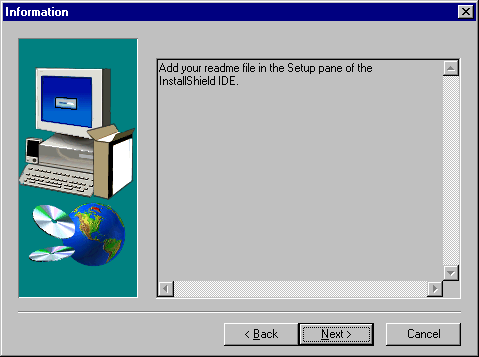 Information
Add your readme file in the Setup pane of the
InstallShield IDE.
< Back
Next >
Cancel